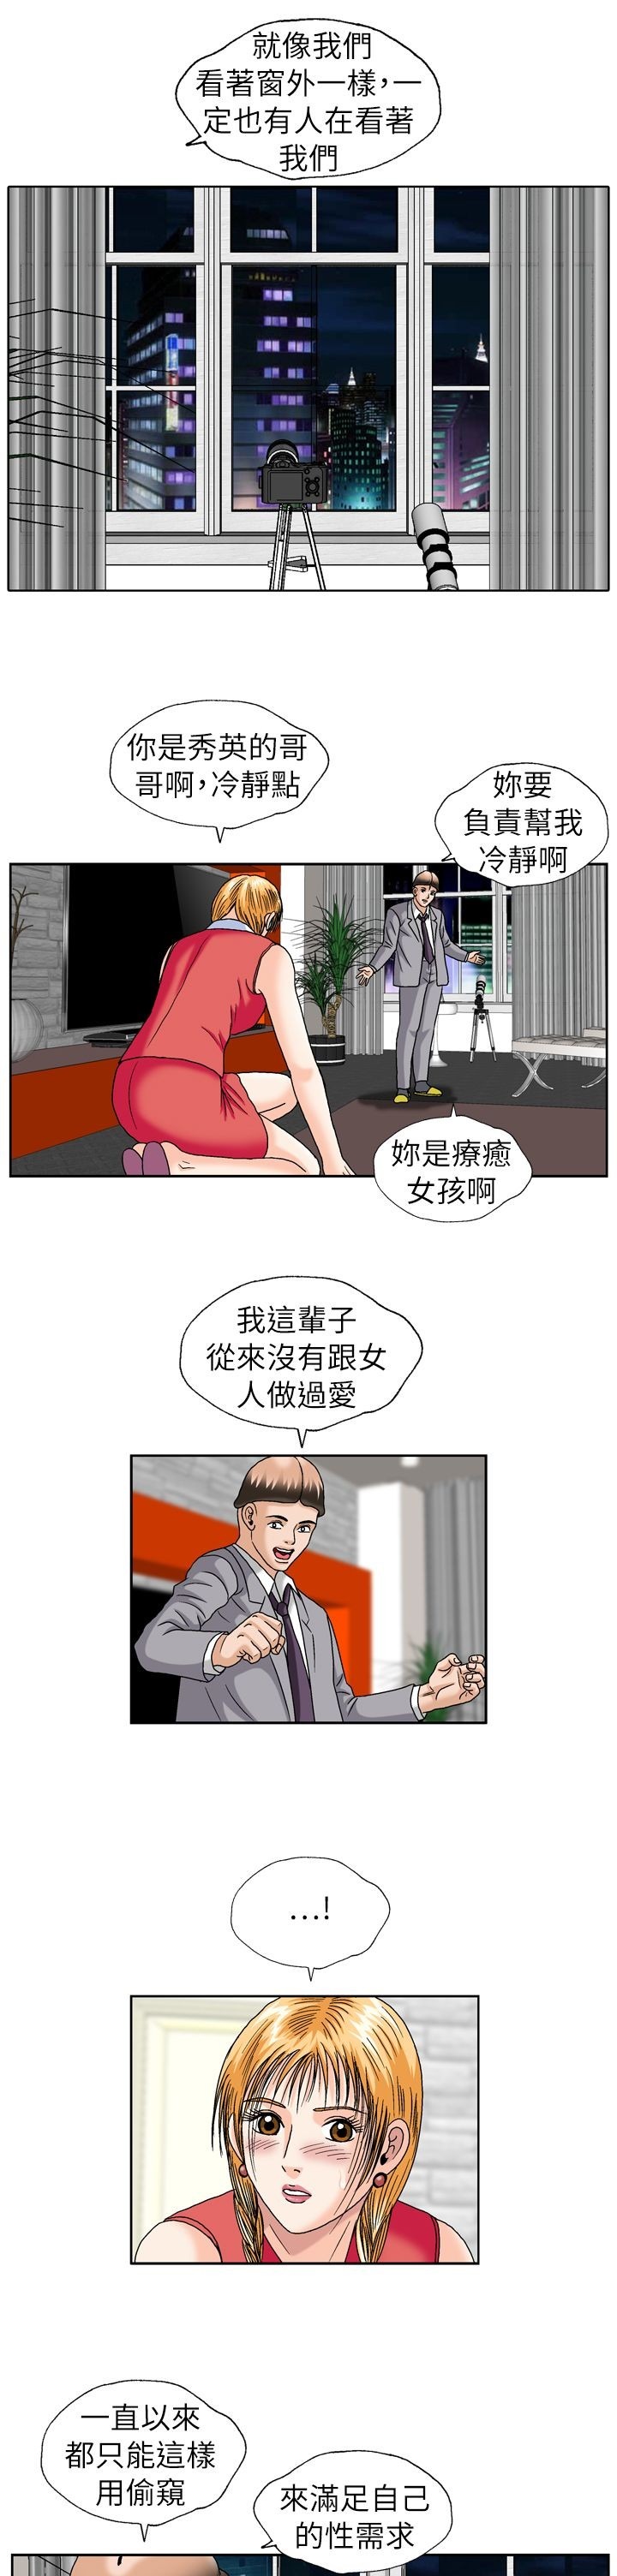 就像我們
看著窗外一樣，一
定也有人在看著
我們
你是秀英的哥
哥啊，冷靜點
妳要
負責幫我
冷靜啊
妳是療癒
女孩啊
我這輩子
從來沒有跟女
人做過愛
...!
一直以來
都只能這樣
用偷窺
來滿足自己
的性需求